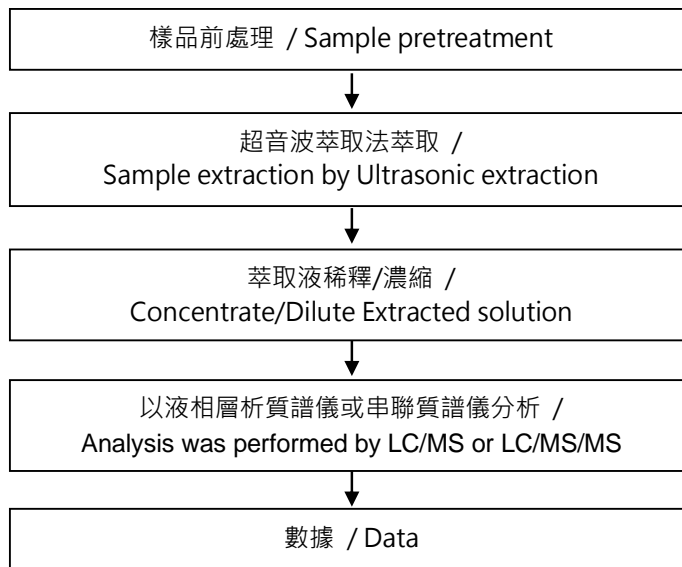 樣品前處理 / Sample pretreatment
超音波萃取法萃取 /
Sample extraction by Ultrasonic extraction
萃取液稀釋/濃縮 /
Concentrate/Dilute Extracted solution
以液相層析質譜儀或串聯質譜儀分析 /
Analysis was performed by LC/MS or LC/MS/MS
數據 / Data